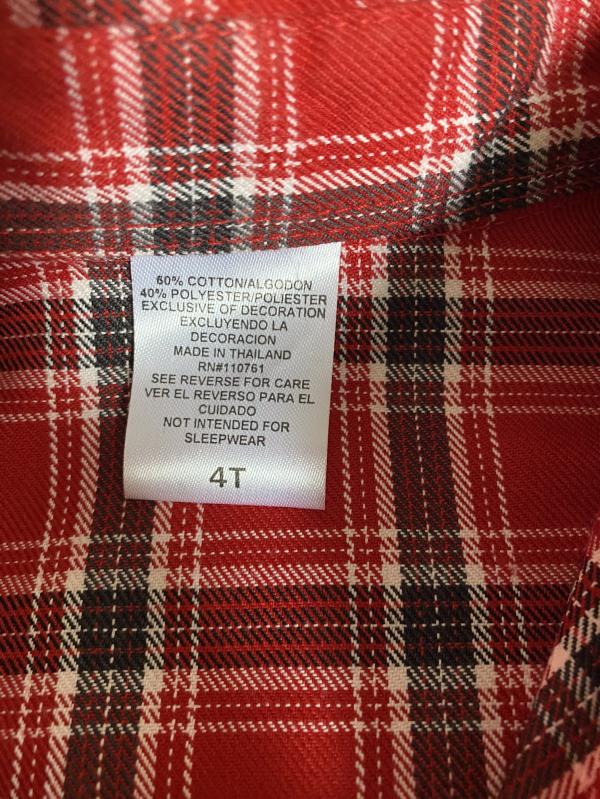 60% COTTON/ALGODON
40% POLYESTER/POLIESTER
EXCLUSIVE OF DECORATION
EXCLUYENDO LA
DECORACION
MADE IN THAILAND
RN#110761
SEE REVERSE FOR CARE
VER EL REVERSO PARA EL
CUIDADO
NOT INTENDED FOR
SLEEPWEAR
4T